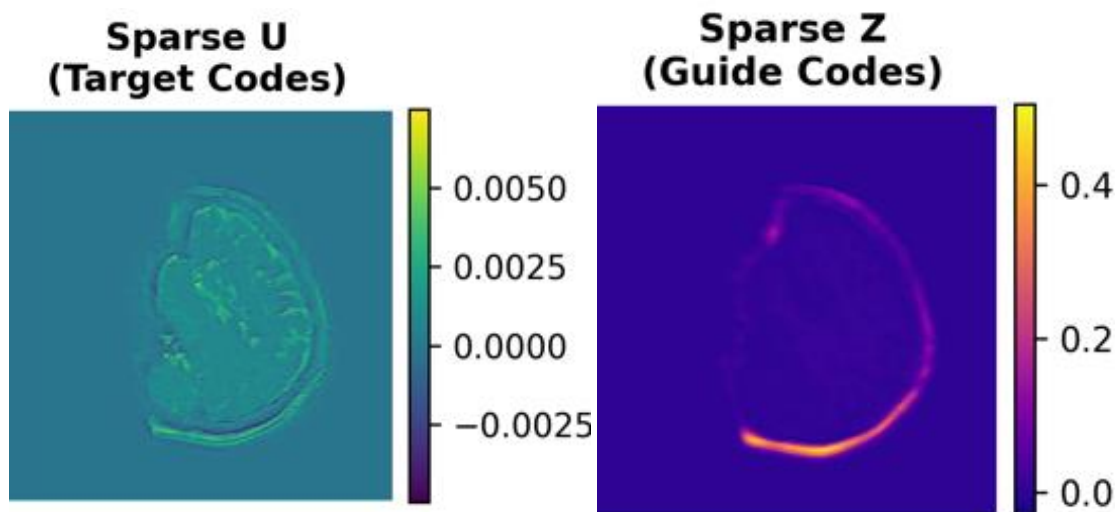 Sparse U
(Target Codes)
0.0050
0.0025
0.0000
−0.0025
Sparse Z
(Guide Codes)
0.4
0.2
0.0